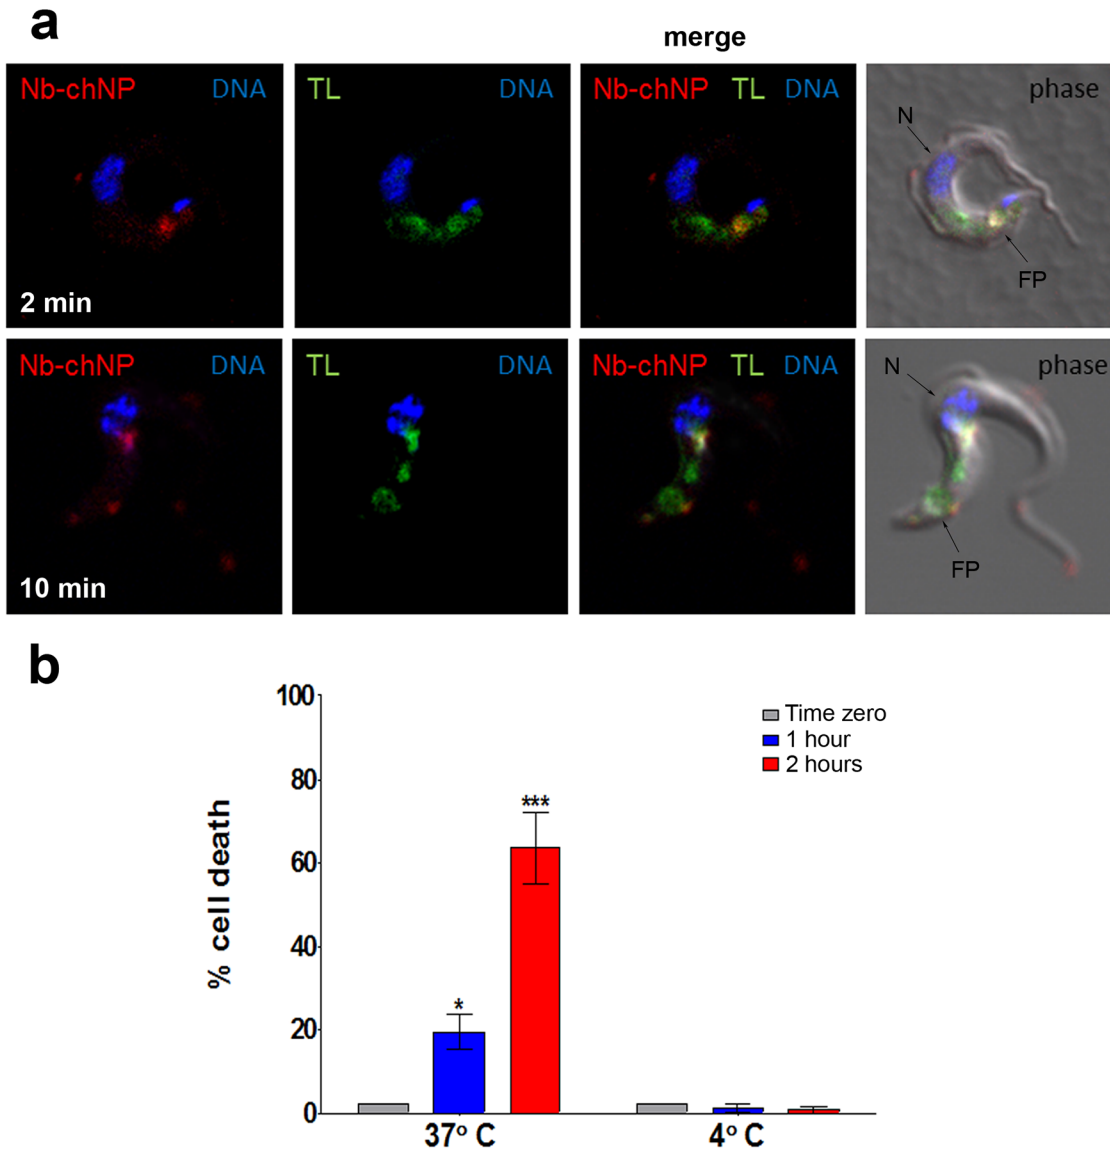 a
merge
Nb-chNP DNA
TL DNA
Nb-chNP TL DNA
phase
N
FP
2 min
Nb-chNP DNA
TL DNA
Nb-chNP TL DNA
phase
N
FP
10 min
b
100
80
60
40
20
0
% cell death
Time zero
1 hour
2 hours
***
*
37º C
4º C